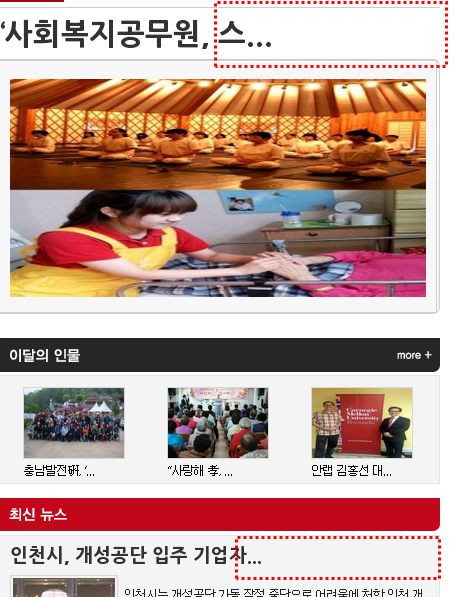 ‘사회복지공무원, 스...
이달의 인물
more +
충남발전硏, ‘...
“사랑해 孝, ...
안랩 김홍선 대...
Carnegie
Mellon
University
Rwanda
최신 뉴스
인천시, 개성공단 입주 기업자...
인천시는 개성공단 가동 잠정 중단으로 어려움에 처한 인천 개